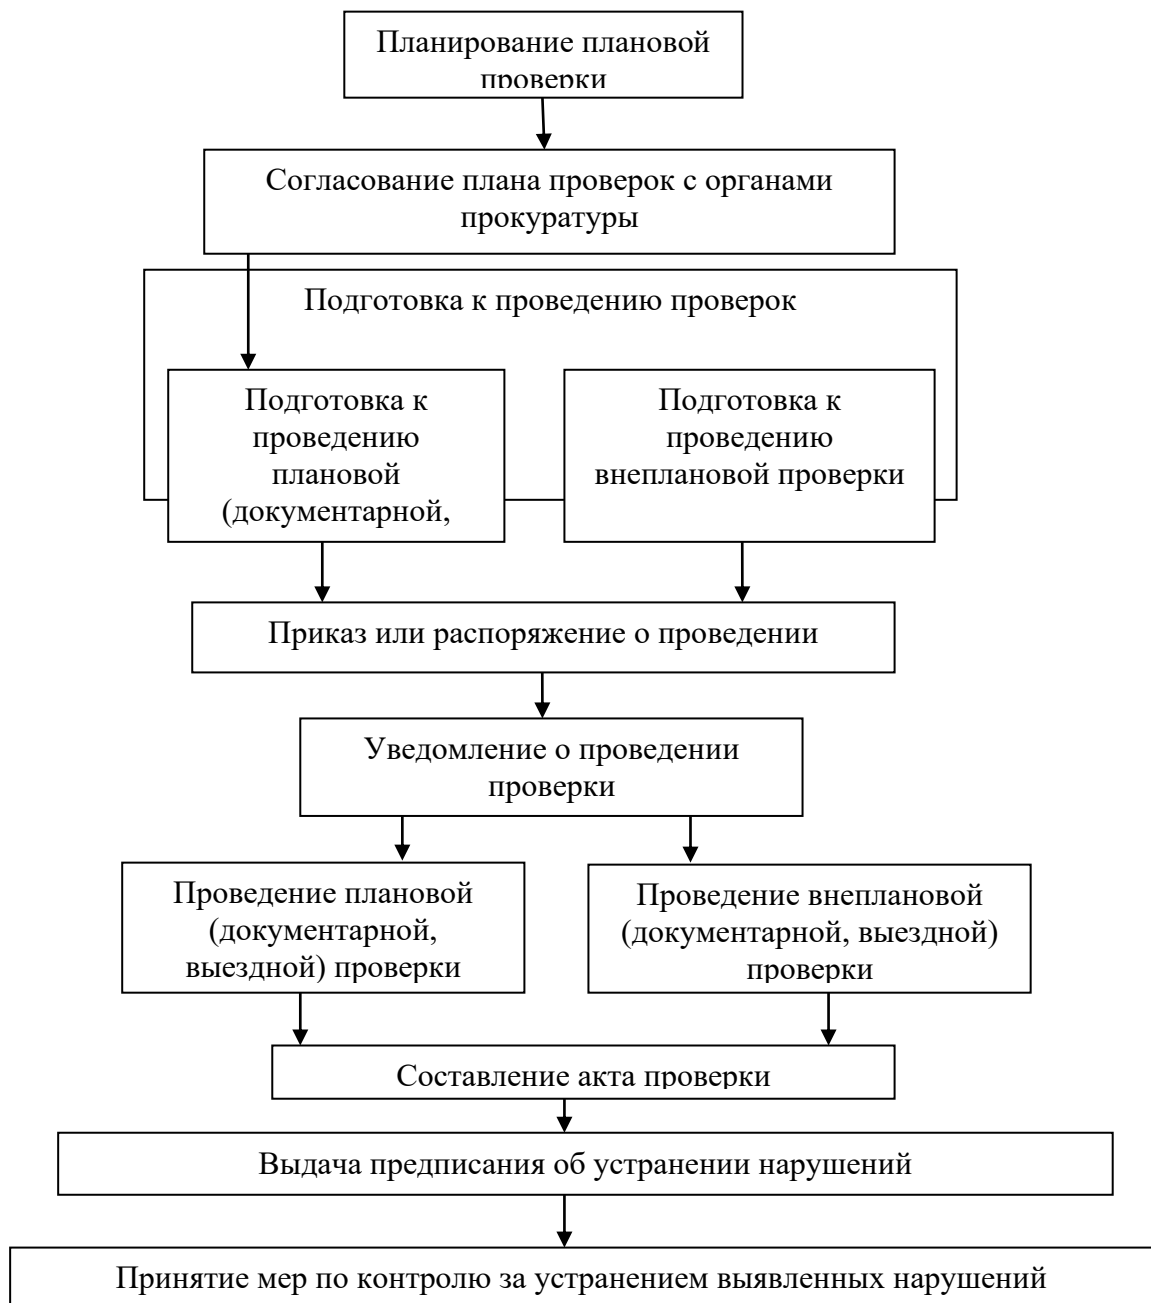 Планирование плановой
проверки
Согласование плана проверок с органами
прокуратуры
Подготовка к проведению проверок
Подготовка к
проведению
плановой
(документарной,
Подготовка к
проведению
внеплановой проверки
Приказ или распоряжение о проведении
Уведомление о проведении
проверки
Проведение плановой
(документарной,
выездной) проверки
Проведение внеплановой
(документарной, выездной)
проверки
Составление акта проверки
Выдача предписания об устранении нарушений
Принятие мер по контролю за устранением выявленных нарушений